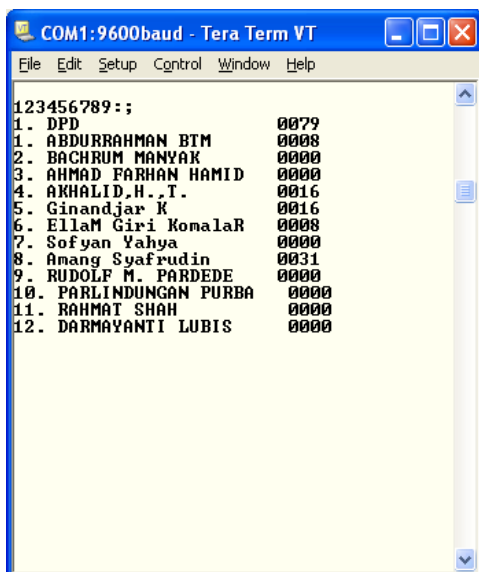 COM1:9600baud - Tera Term VT
File Edit Setup Control Window Help
123456789:;
1. DPD 0079
1. ABDURRAHMAN BTM 0008
2. BACHRUM MANYAK 0000
3. AHMAD FARHAN HAMID 0000
4. AKHALID,H.,T. 0016
5. Ginandjar K 0016
6. EllaM Giri KomalaR 0008
7. Sofyan Yahya 0000
8. Amang Syafrudin 0031
9. RUDOLF M. PARDEDE 0000
10. PARLINDUNGAN PURBA 0000
11. RAHMAT SHAH 0000
12. DARMAYANTI LUBIS 0000